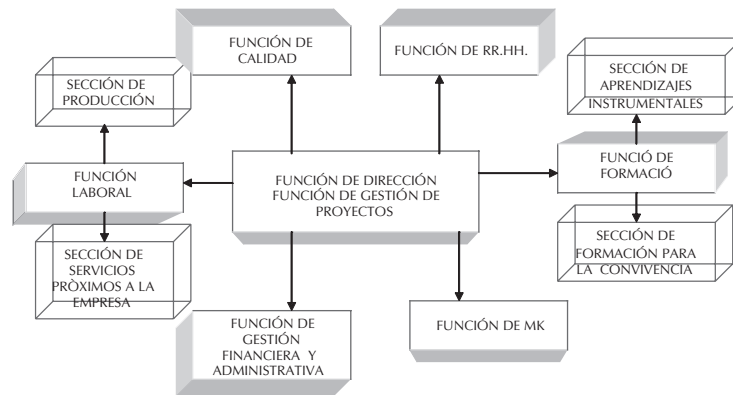 FUNCIÓN DE
CALIDAD
FUNCIÓN DE RR.HH.
SECCIÓN DE
PRODUCCIÓN
SECCIÓN DE
APRENDIZAJES
INSTRUMENTALES
FUNCIÓN
LABORAL
FUNCIÓN DE DIRECCIÓN
FUNCIÓN DE GESTIÓN DE
PROYECTOS
FUNCIÓ DE
FORMACIÓ
SECCIÓN DE
SERVICIOS
PRÒXIMOS A LA
EMPRESA
SECCIÓN DE
FORMACIÓN PARA
LA CONVIVENCIA
FUNCIÓN DE
GESTIÓN
FINANCIERA Y
ADMINISTRATIVA
FUNCIÓN DE MK